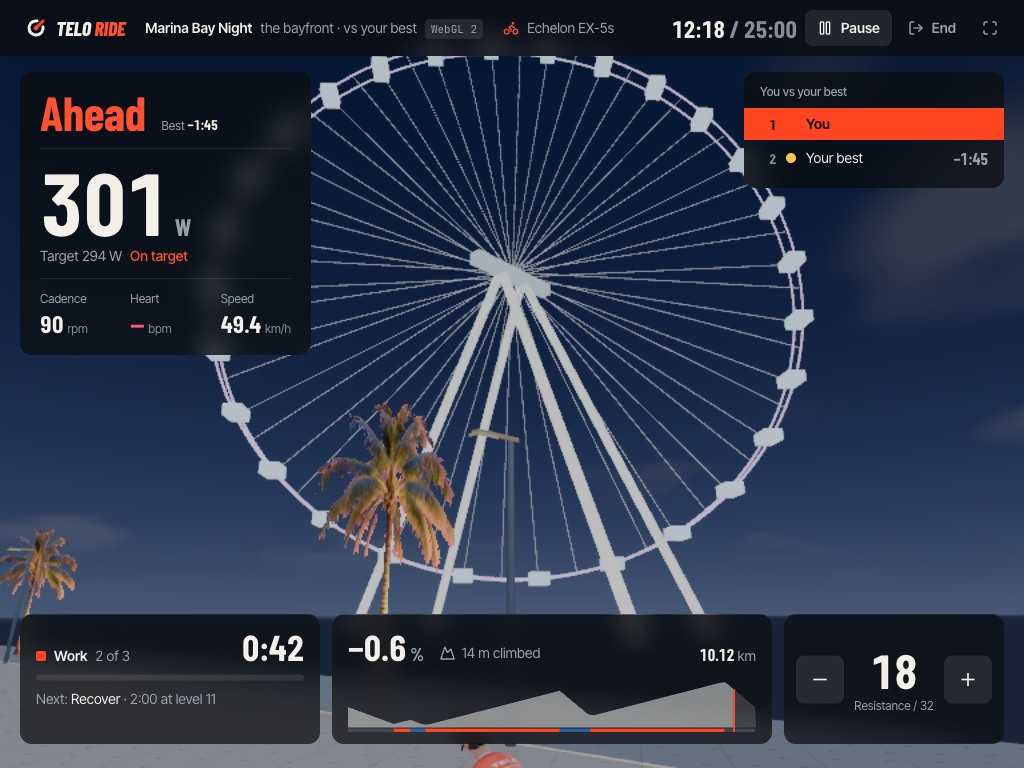 TELO RIDE
Marina Bay Night the bayfront · vs your best WebGL 2 Echelon EX-5s 12:18 / 25:00 Pause End
Ahead Best −1:45
301 W
Target 294 W On target
Cadence Heart Speed
90 rpm – bpm 49.4 km/h
You vs your best
1 You
2 Your best −1:45
Work 2 of 3 0:42
Next: Recover · 2:00 at level 11
−0.6 % 14 m climbed 10.12 km
− 18 +
Resistance / 32
TELO